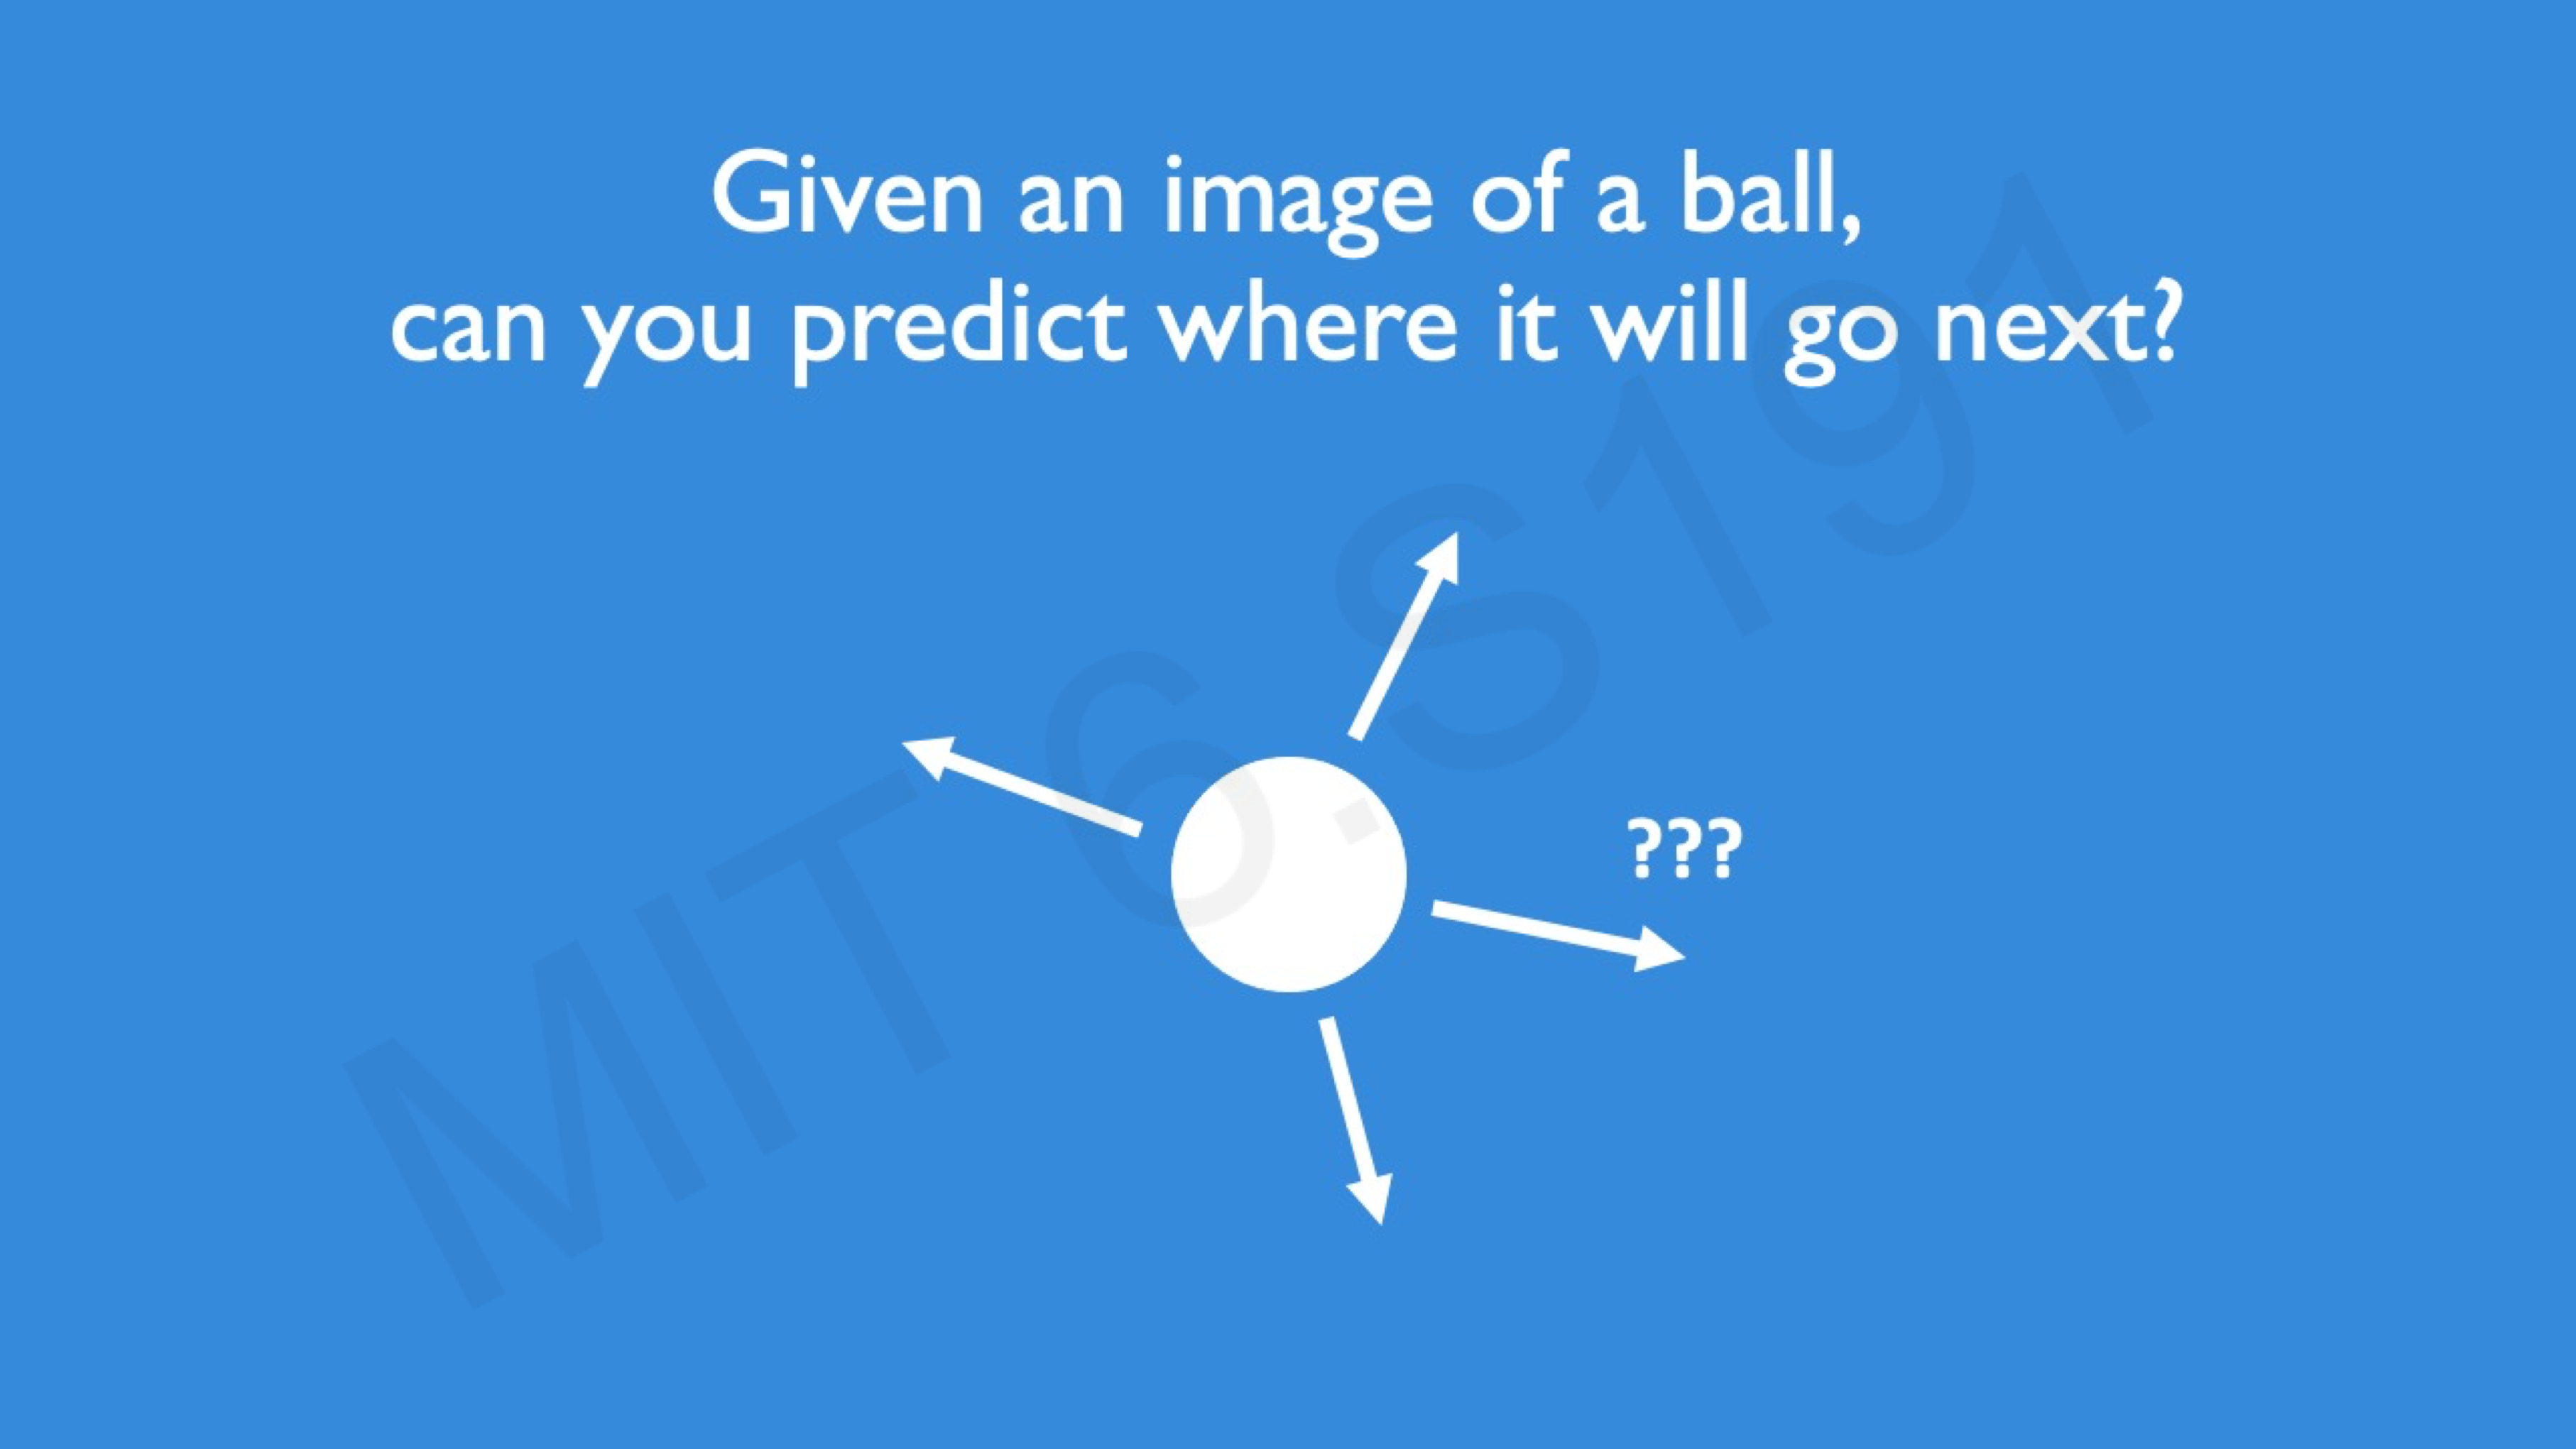 Given an image of a ball,
can you predict where it will go next?
???
MIT 6.S191